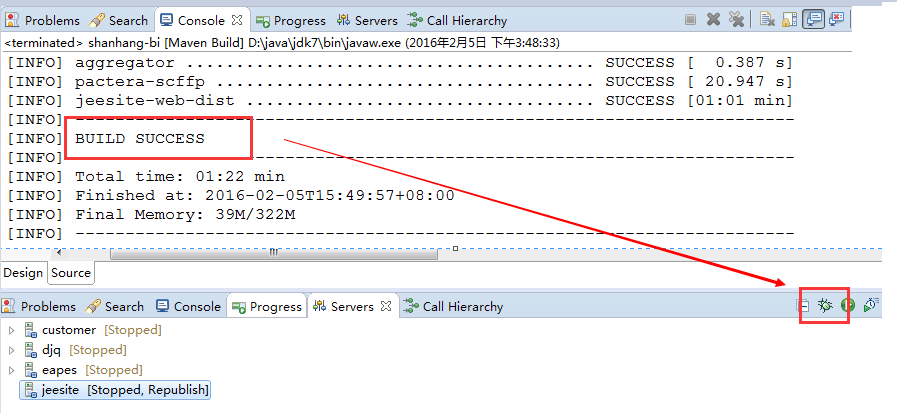 Problems Search Console Progress Servers Call Hierarchy
<terminated> shanhang-bi [Maven Build] D:\java\jdk7\bin\javaw.exe (2016年2月5日 下午3:48:33)
[INFO] aggregator ....................................... SUCCESS [  0.387 s]
[INFO] pactera-scffp .................................... SUCCESS [ 20.947 s]
[INFO] jeesite-web-dist ................................. SUCCESS [01:01 min]
[INFO] ------------------------------------------------------------------------
[INFO] BUILD SUCCESS
[INFO] ------------------------------------------------------------------------
[INFO] Total time: 01:22 min
[INFO] Finished at: 2016-02-05T15:49:57+08:00
[INFO] Final Memory: 39M/322M
[INFO] ------------------------------------------------------------------------
Design Source
Problems Search Console Progress Servers Call Hierarchy
customer [Stopped]
djq [Stopped]
eapes [Stopped]
jeesite [Stopped, Republish]